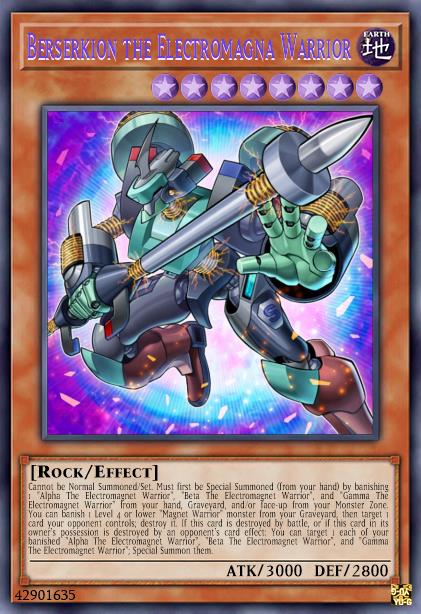 BERSERKION THE ELECTROMAGNA WARRIOR
EARTH
地
S
[ROCK/EFFECT]
Cannot be Normal Summoned/Set. Must first be Special Summoned (from your hand) by banishing
1 "Alpha The Electromagnet Warrior", "Beta The Electromagnet Warrior", and "Gamma
The Electromagnet Warrior" from your hand, Graveyard, and/or face-up from your Monster Zone.
You can banish 1 Level 4 or lower "Magnet Warrior" monster from your Graveyard, then target 1
card your opponent controls; destroy it. If this card is destroyed by battle, or if this card in its
owner's possession is destroyed by an opponent's card effect: You can target 1 each of your
banished "Alpha The Electromagnet Warrior", "Beta The Electromagnet Warrior", and "Gamma
The Electromagnet Warrior"; Special Summon them.
ATK/3000 DEF/2800
42901635